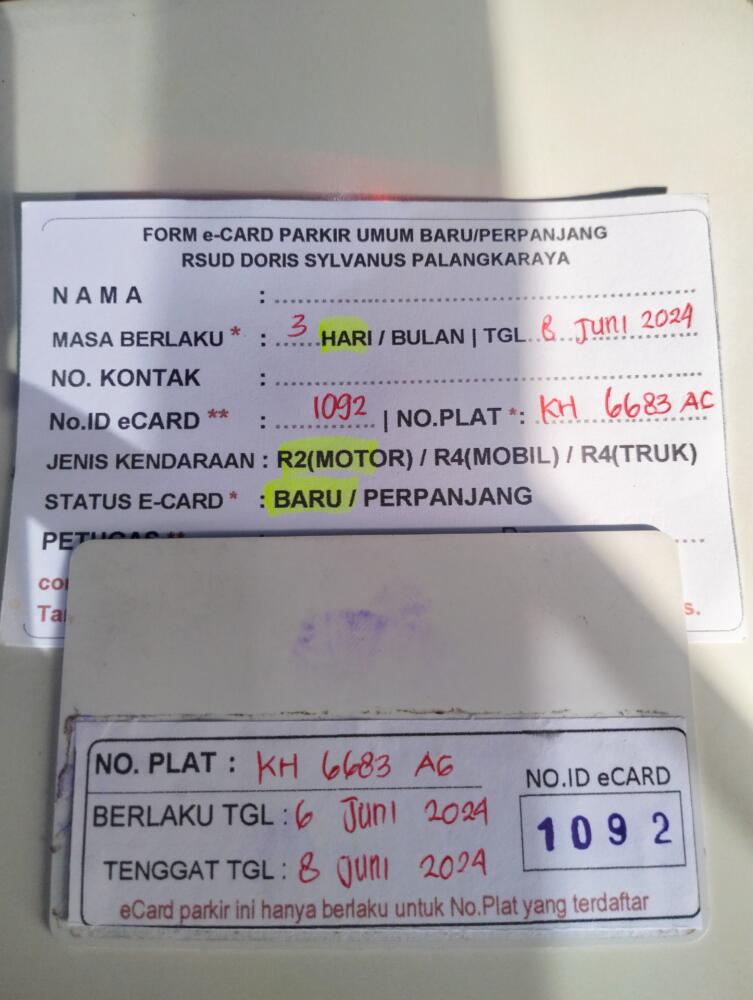 FORM e-CARD PARKIR UMUM BARU/PERPANJANG
RSUD DORIS SYLVANUS PALANGKARAYA
NAMA : ........................
MASA BERLAKU * : ...3...HARI / BULAN | TGL..8 JUNI 2024
NO. KONTAK : ........................
No.ID eCARD ** : 1092 | NO.PLAT *: KH 6683 AC
JENIS KENDARAAN : R2(MOTOR) / R4(MOBIL) / R4(TRUK)
STATUS E-CARD * : BARU / PERPANJANG
PETUGAS **
NO. PLAT : KH 6683 AG
BERLAKU TGL : 6 JUNI 2024
TENGGAT TGL : 8 JUNI 2024
NO.ID eCARD
1092
eCard parkir ini hanya berlaku untuk No.Plat yang terdaftar